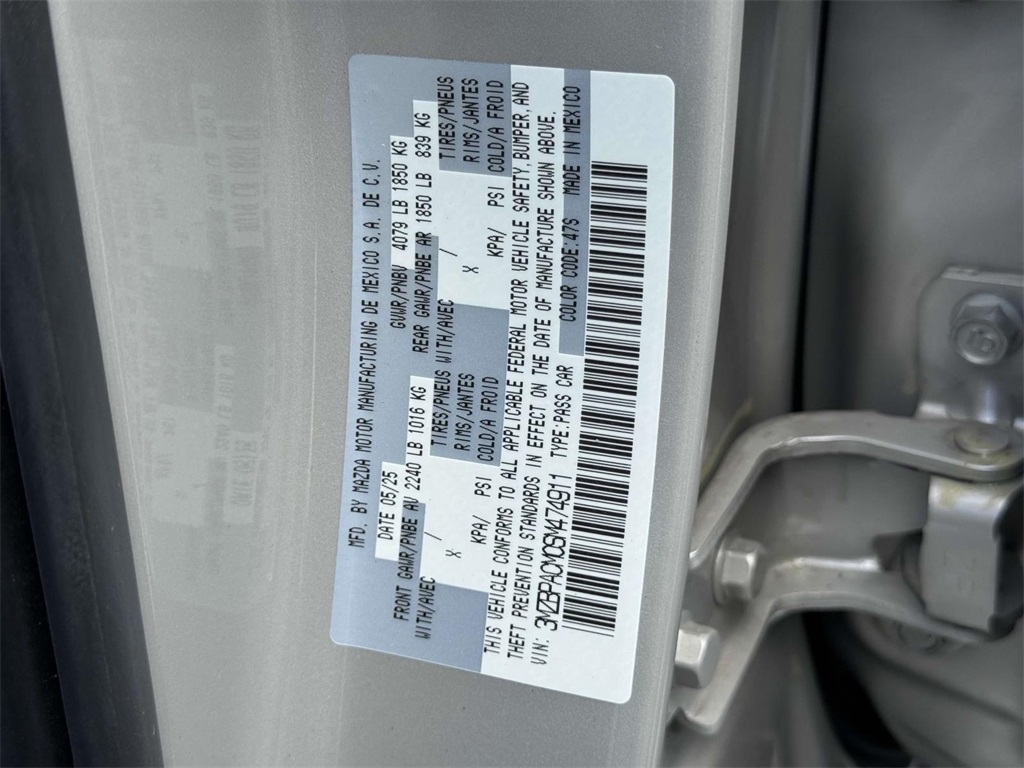 MFD. BY MAZDA MOTOR MANUFACTURING DE MEXICO S.A. DE C.V.
DATE 05/25 GVWR/PNBV 4079 LB 1850 KG
FRONT GAWR/PNBE AV 2240 LB 1016 KG REAR GAWR/PNBE AR 1850 LB 839 KG
WITH/AVEC / TIRES/PNEUS WITH/AVEC / TIRES/PNEUS
x RIMS/JANTES x RIMS/JANTES
KPA/ PSI COLD/A FROID KPA/ PSI COLD/A FROID
THIS VEHICLE CONFORMS TO ALL APPLICABLE FEDERAL MOTOR VEHICLE SAFETY, BUMPER, AND
THEFT PREVENTION STANDARDS IN EFFECT ON THE DATE OF MANUFACTURE SHOWN ABOVE.
VIN: 3MZBPACM0SM474911 TYPE:PASS CAR COLOR CODE:47S MADE IN MEXICO